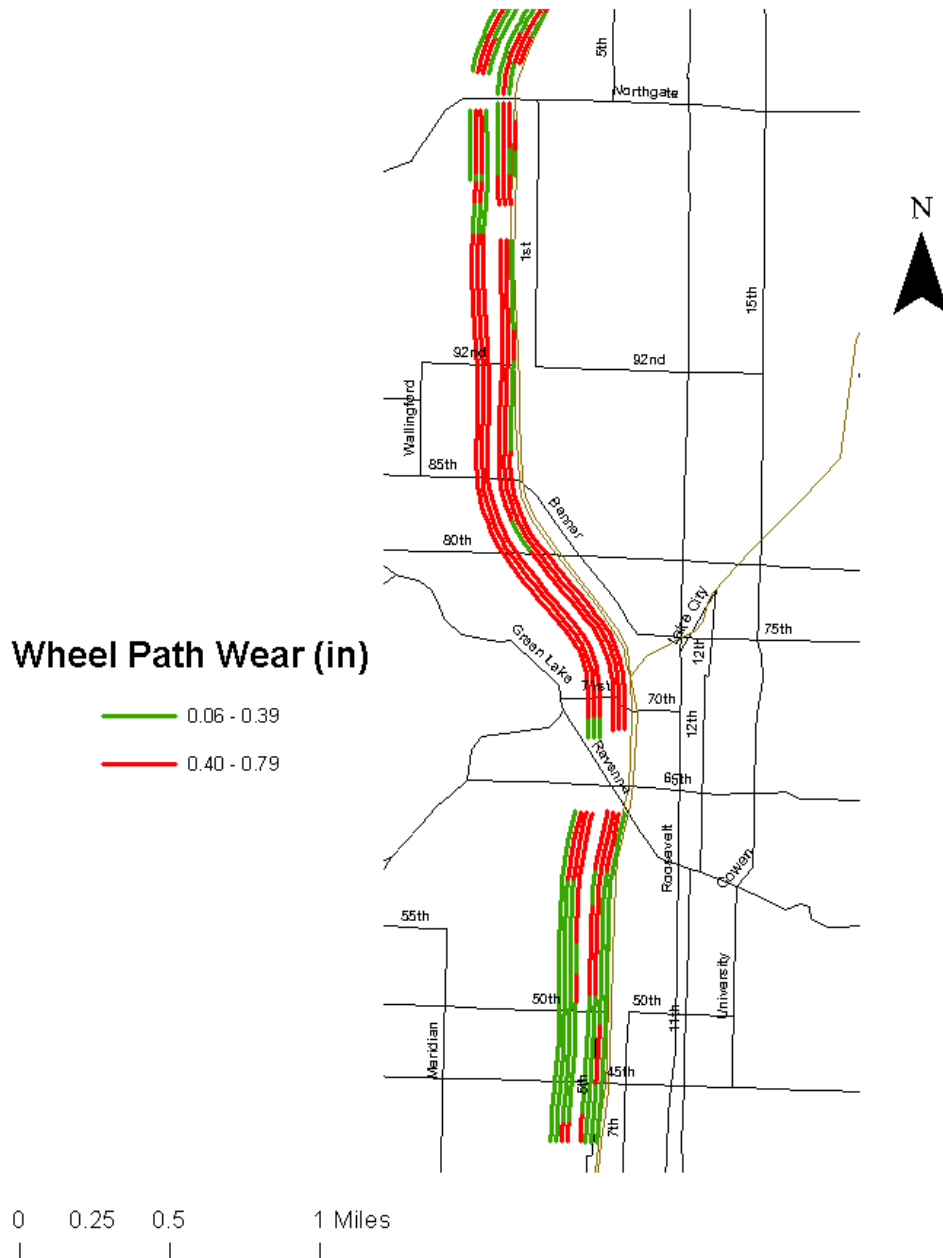 5th
Northgate
N
1st
15th
92nd
92nd
Wallingford
85th
Banner
80th
Lake City
75th
12th
Green Lake
Wheel Path Wear (in)
71st
70th
12th
0.06 - 0.39
0.40 - 0.79
Ravenna
65th
Roosevelt
Cowen
55th
University
50th
50th
11th
Meridian
45th
5th
7th
0 0.25 0.5 1 Miles